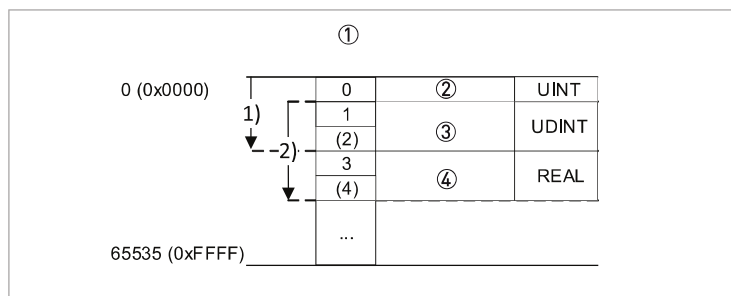 ①
0 (0x0000) 0 ② UINT
1) 1 ③ UDINT
2) (2)
3 ④ REAL
(4)
...
65535 (0xFFFF)